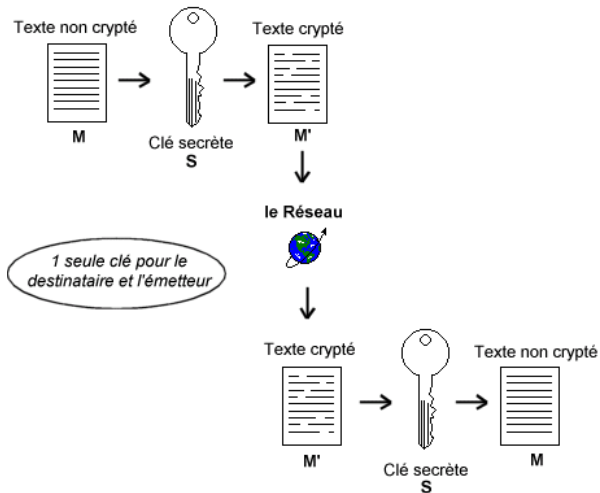 Texte non crypté
Texte crypté
M
Clé secrète
S
M'
le Réseau
1 seule clé pour le
destinataire et l'émetteur
Texte crypté
Texte non crypté
M'
Clé secrète
S
M